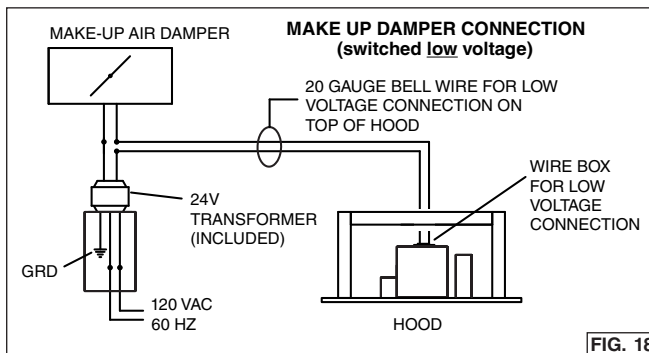 MAKE-UP AIR DAMPER
MAKE UP DAMPER CONNECTION
(switched low voltage)
20 GAUGE BELL WIRE FOR LOW
VOLTAGE CONNECTION ON
TOP OF HOOD
WIRE BOX
FOR LOW
VOLTAGE
CONNECTION
24V
TRANSFORMER
(INCLUDED)
GRD
120 VAC
60 HZ
HOOD
FIG. 18